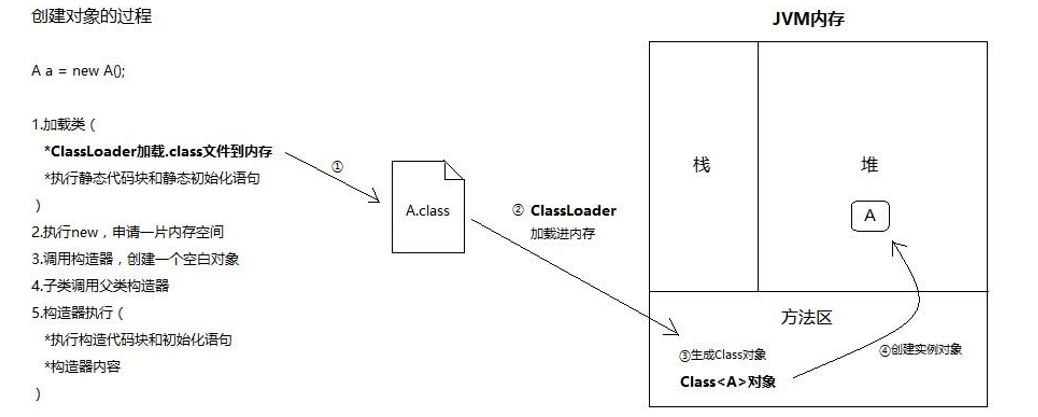 创建对象的过程
A a = new A();
1.加载类（
*ClassLoader加载.class文件到内存
*执行静态代码块和静态初始化语句
）
2.执行new，申请一片内存空间
3.调用构造器，创建一个空白对象
4.子类调用父类构造器
5.构造器执行（
*执行构造代码块和初始化语句
*构造器内容
）
①
A.class
② ClassLoader
加载进内存
JVM内存
栈
堆
A
方法区
③生成Class对象
Class<A>对象
④创建实例对象